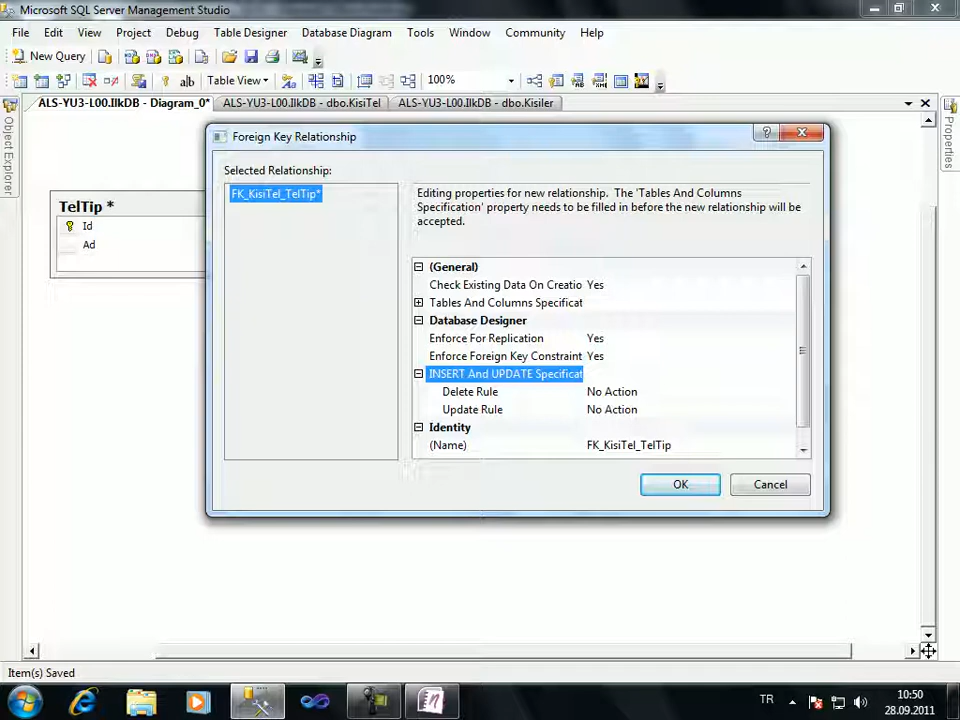 Microsoft SQL Server Management Studio
File Edit View Project Debug Table Designer Database Diagram Tools Window Community Help
New Query
Table View 100%
ALS-YU3-L00.IlkDB - Diagram_0* ALS-YU3-L00.IlkDB - dbo.KisiTel ALS-YU3-L00.IlkDB - dbo.Kisiler
Object Explorer
Properties
Foreign Key Relationship
Selected Relationship:
FK_KisiTel_TelTip*
Editing properties for new relationship. The 'Tables And Columns
Specification' property needs to be filled in before the new relationship will be
accepted.
TelTip *
Id
Ad
(General)
Check Existing Data On Creatio Yes
Tables And Columns Specificat
Database Designer
Enforce For Replication Yes
Enforce Foreign Key Constraint Yes
INSERT And UPDATE Specificat
Delete Rule No Action
Update Rule No Action
Identity
(Name) FK_KisiTel_TelTip
OK Cancel
Item(s) Saved
TR
10:50
28.09.2011